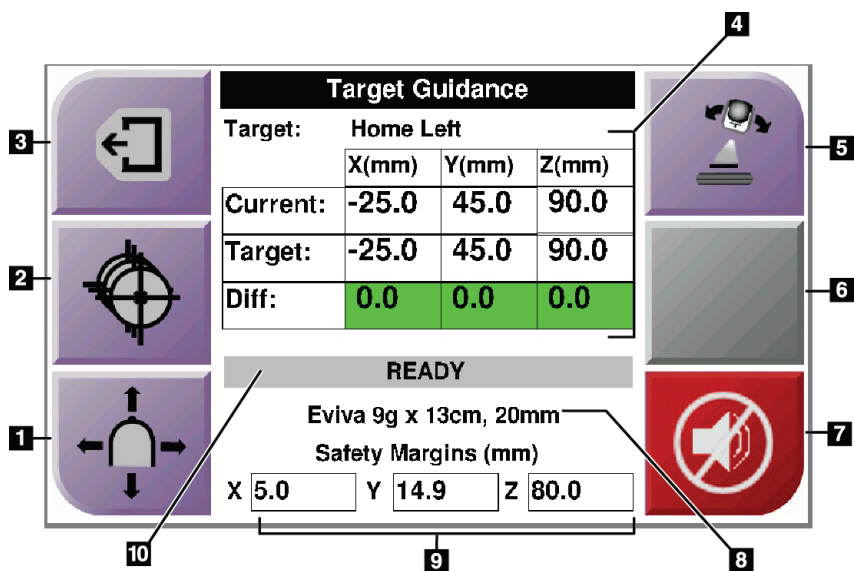 4
Target Guidance
Target: Home Left
X(mm) Y(mm) Z(mm)
Current: -25.0 45.0 90.0
Target: -25.0 45.0 90.0
Diff: 0.0 0.0 0.0
READY
Eviva 9g x 13cm, 20mm
Safety Margins (mm)
X 5.0 Y 14.9 Z 80.0
3
2
1
5
6
7
10
9
8